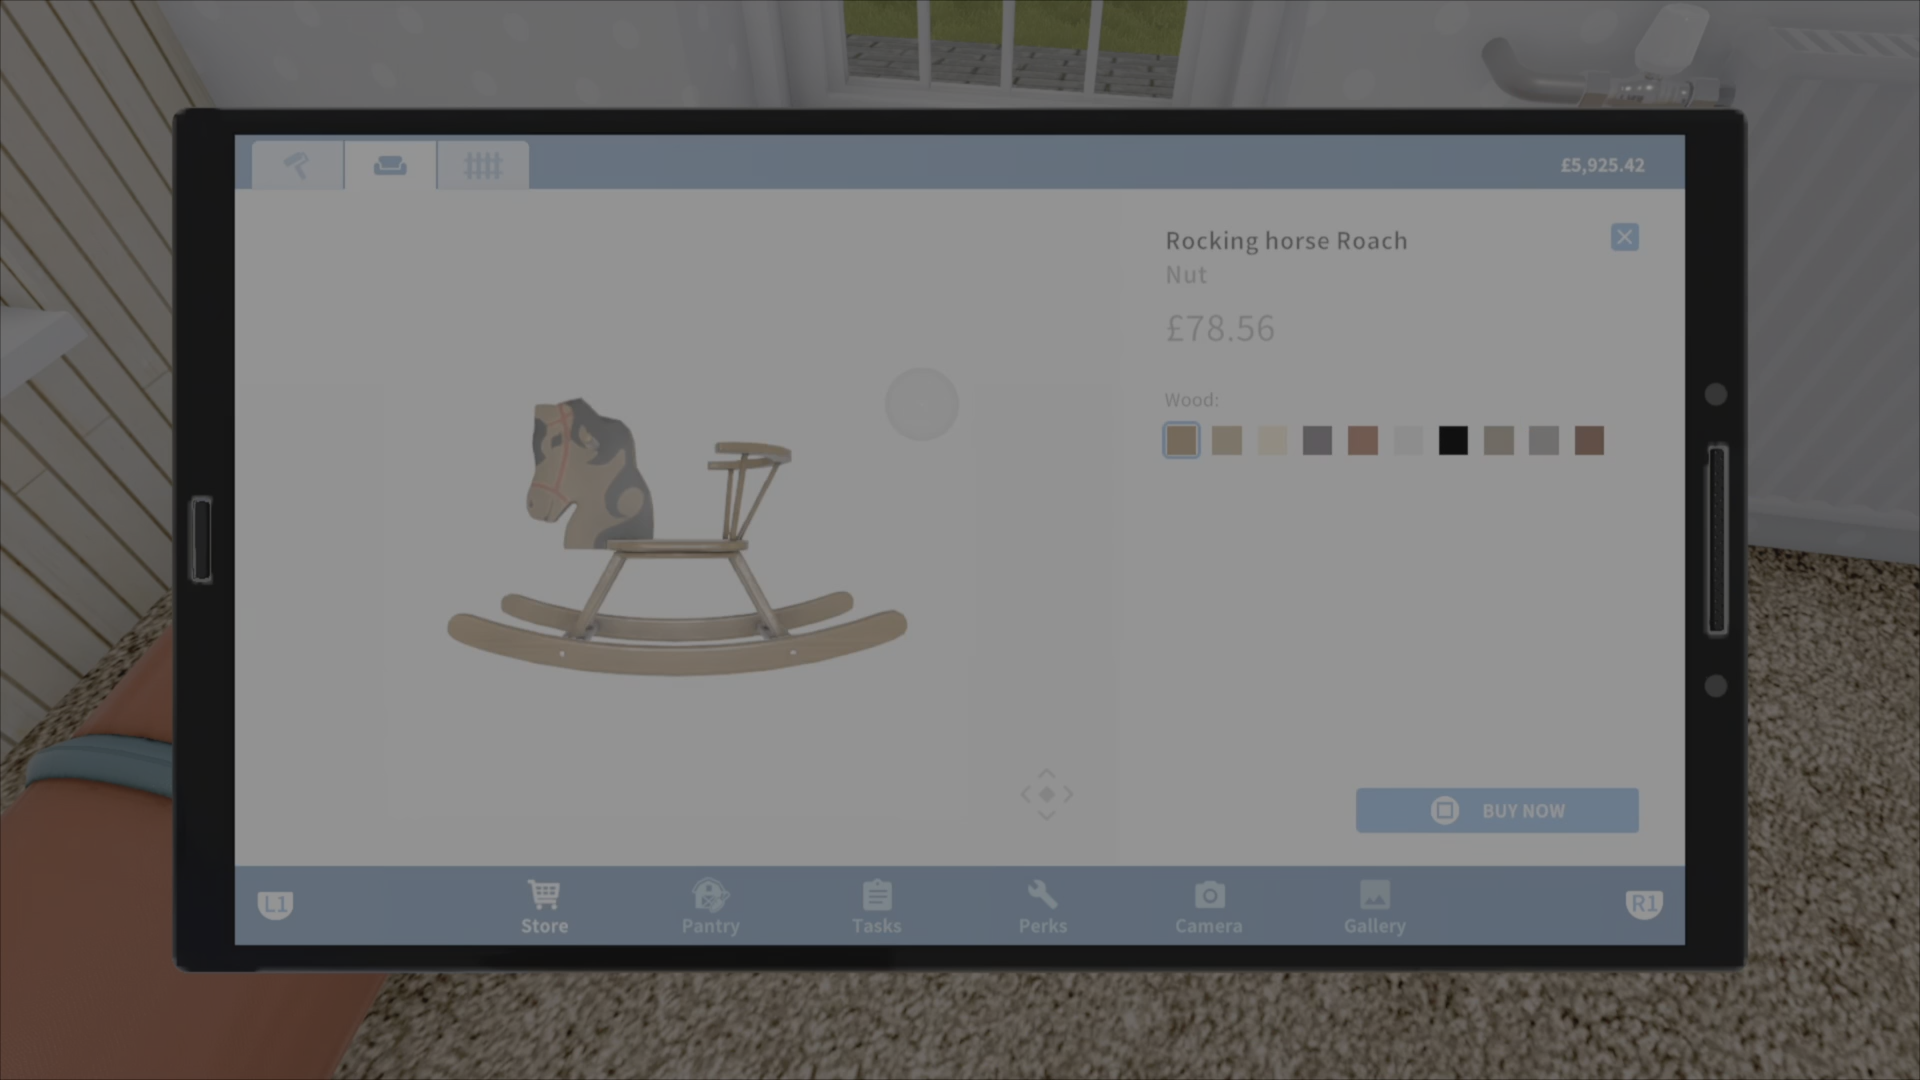 £5,925.42
Rocking horse Roach
Nut
£78.56
Wood:
BUY NOW
L1
Store
Pantry
Tasks
Perks
Camera
Gallery
R1